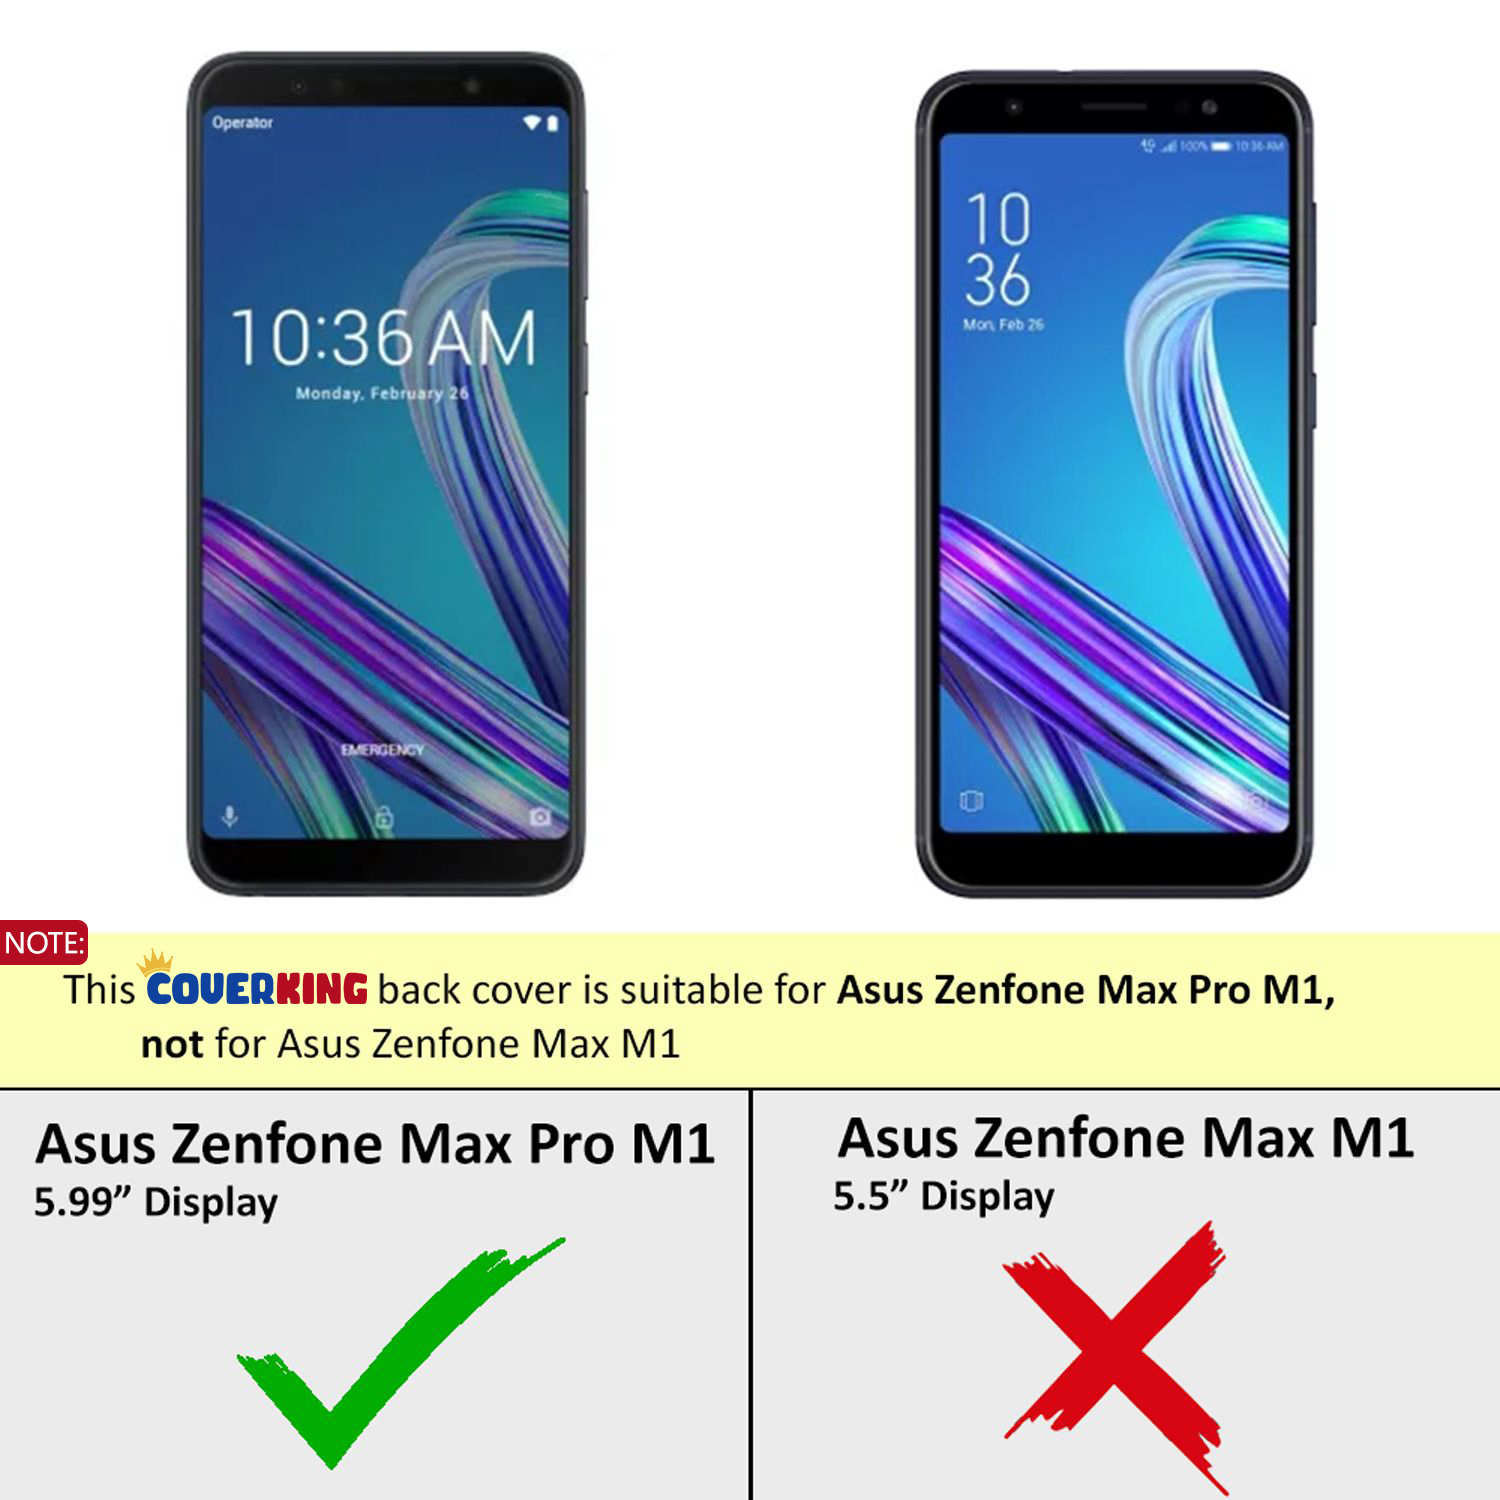 Operator
10:36 AM
Monday, February 26
EMERGENCY
4G 100% 10:36 AM
10
36
Mon, Feb 26
NOTE:
This COVERKING back cover is suitable for Asus Zenfone Max Pro M1,
not for Asus Zenfone Max M1
Asus Zenfone Max Pro M1
5.99” Display
Asus Zenfone Max M1
5.5” Display